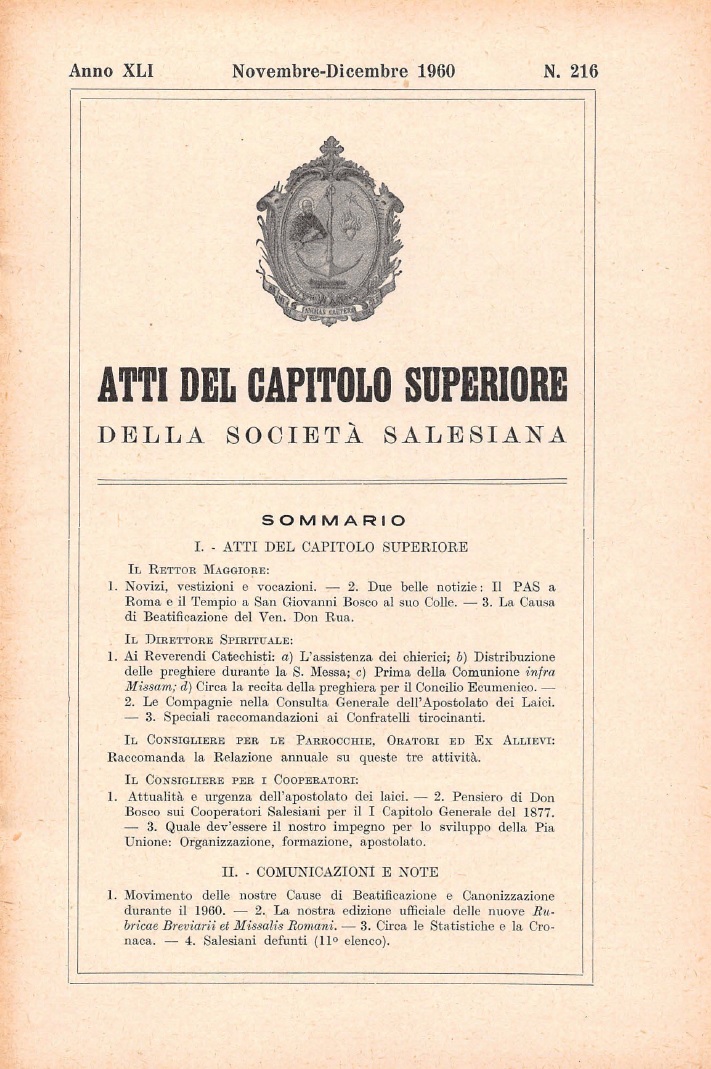 Anno XLI Novembre-Dicembre 1960 N. 216
ATTI DEL CAPITOLO SUPERIORE
DELLA SOCIETÀ SALESIANA
SOMMARIO
I. - ATTI DEL CAPITOLO SUPERIORE
Il Rettor Maggiore:
1. Novizi, vestizioni e vocazioni. — 2. Due belle notizie: Il PAS a
Roma e il Tempio a San Giovanni Bosco al suo Colle. — 3. La Causa
di Beatificazione del Ven. Don Rua.
Il Direttore Spirituale:
1. Ai Reverendi Catechisti: a) L'assistenza dei chierici; b) Distribuzione
delle preghiere durante la S. Messa; c) Prima della Comunione infra
Missam; d) Circa la recita della preghiera per il Concilio Ecumenico. —
2. Le Compagnie nella Consulta Generale dell'Apostolato dei Laici.
— 3. Speciali raccomandazioni ai Confratelli tirocinanti.
Il Consigliere per le Parrocchie, Oratori ed Ex Allievi:
Raccomanda la Relazione annuale su queste tre attività.
Il Consigliere per i Cooperatori:
1. Attualità e urgenza dell'apostolato dei laici. — 2. Pensiero di Don
Bosco sui Cooperatori Salesiani per il I Capitolo Generale del 1877.
— 3. Quale dev'essere il nostro impegno per lo sviluppo della Pia
Unione: Organizzazione, formazione, apostolato.
II. - COMUNICAZIONI E NOTE
1. Movimento delle nostre Cause di Beatificazione e Canonizzazione
durante il 1960. — 2. La nostra edizione ufficiale delle nuove Ru-
bricae Breviarii et Missalis Romani. — 3. Circa le Statistiche e la Cro-
naca. — 4. Salesiani defunti (11º elenco).